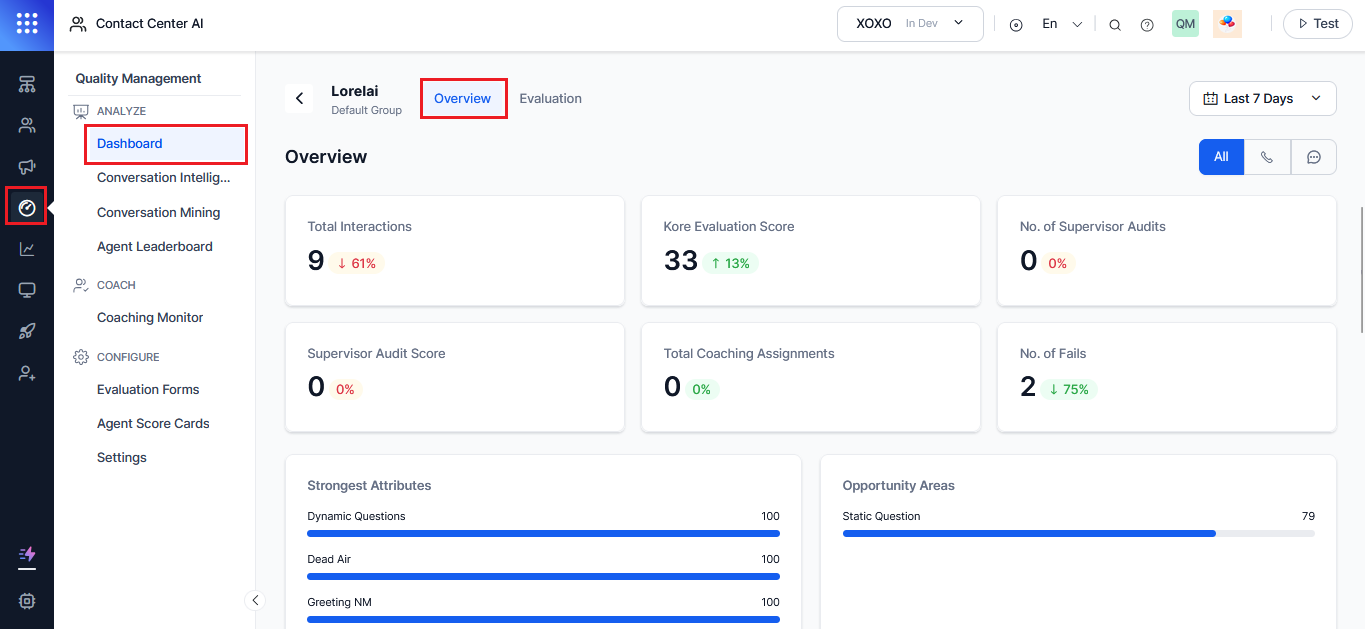 Contact Center AI
XOXO In Dev
En
QM
Test
Quality Management
ANALYZE
Dashboard
Conversation Intellig...
Conversation Mining
Agent Leaderboard
COACH
Coaching Monitor
CONFIGURE
Evaluation Forms
Agent Score Cards
Settings
Lorelai
Default Group
Overview
Evaluation
Last 7 Days
Overview
All
Total Interactions
9 ↓ 61%
Kore Evaluation Score
33 ↑ 13%
No. of Supervisor Audits
0 0%
Supervisor Audit Score
0 0%
Total Coaching Assignments
0 0%
No. of Fails
2 ↓ 75%
Strongest Attributes
Dynamic Questions 100
Dead Air 100
Greeting NM 100
Opportunity Areas
Static Question 79